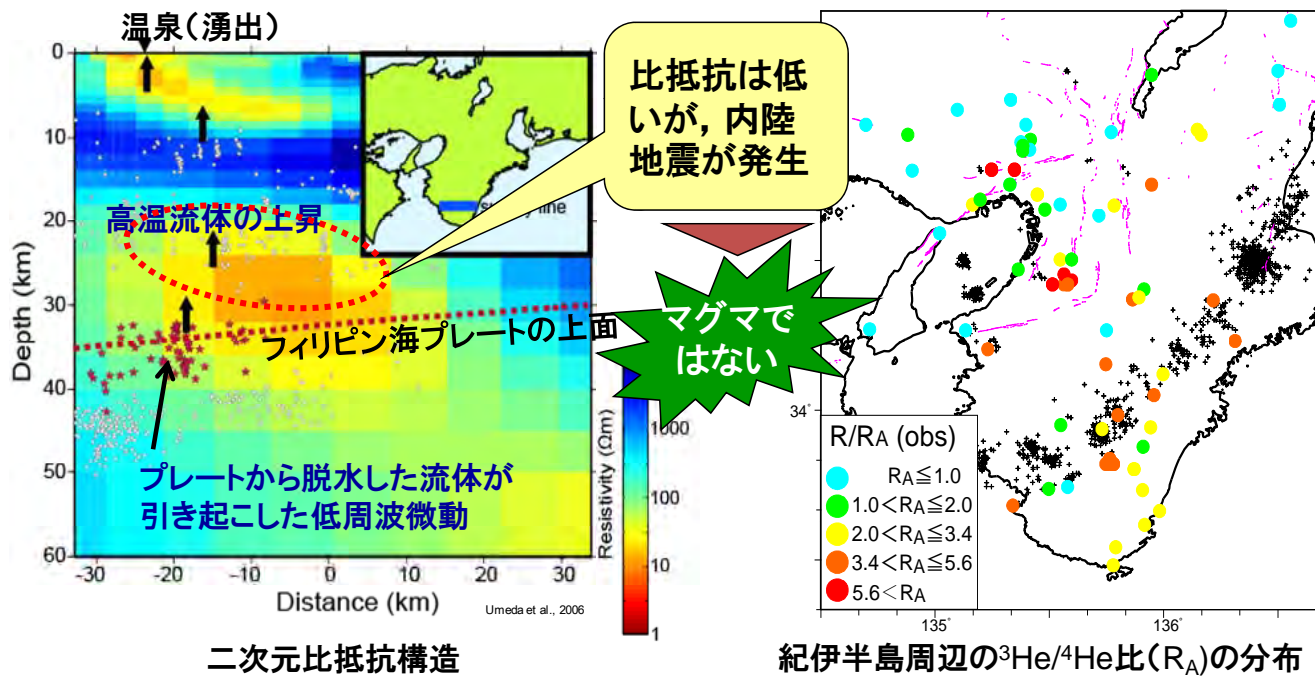 温泉（湧出）
0
10
20
30
40
50
60
Depth (km)
-30
-20
-10
0
10
20
30
Distance (km)
Umeda et al., 2006
高温流体の上昇
フィリピン海プレートの上面
プレートから脱水した流体が
引き起こした低周波微動
比抵抗は低
いが，内陸
地震が発生
マグマで
はない
1000
100
10
1
Resistivity (Ωm)
34°
135°
136°
R/RA (obs)
RA≦1.0
1.0<RA≦2.0
2.0<RA≦3.4
3.4<RA≦5.6
5.6<RA
二次元比抵抗構造
紀伊半島周辺の³He/⁴He比（RA）の分布